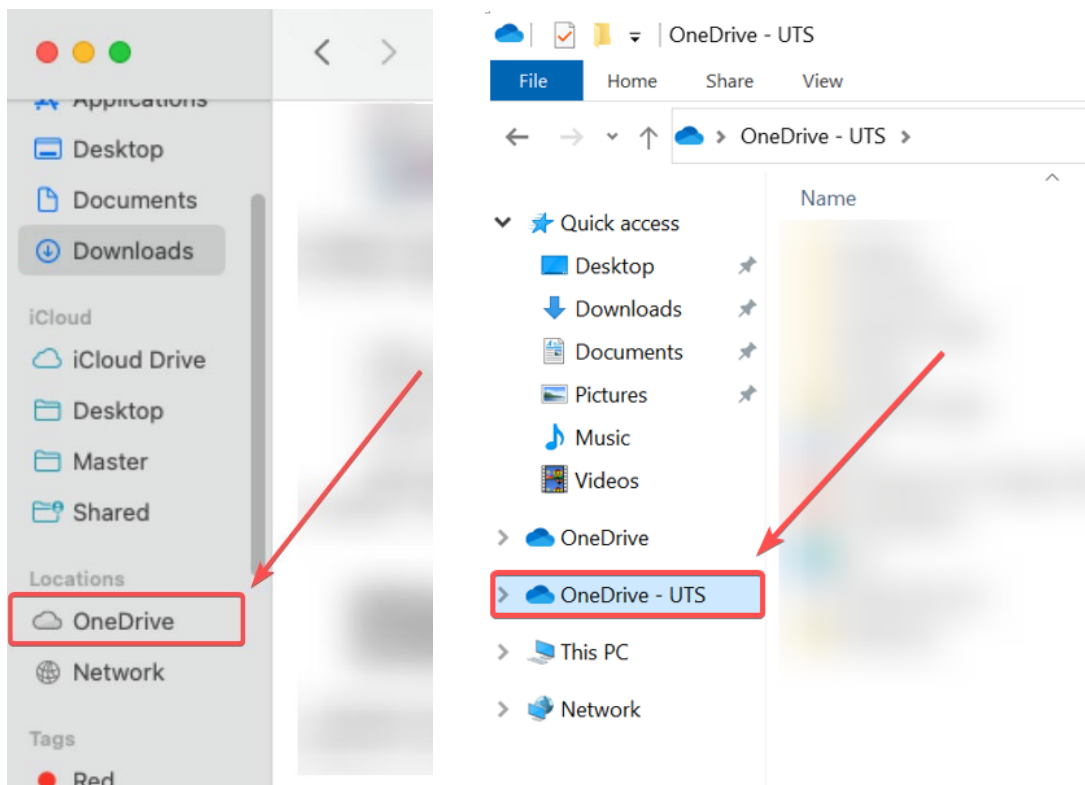 Applications
Desktop
Documents
Downloads
iCloud
iCloud Drive
Desktop
Master
Shared
Locations
OneDrive
Network
Tags
Red
OneDrive - UTS
File Home Share View
OneDrive - UTS
Name
Quick access
Desktop
Downloads
Documents
Pictures
Music
Videos
OneDrive
OneDrive - UTS
This PC
Network